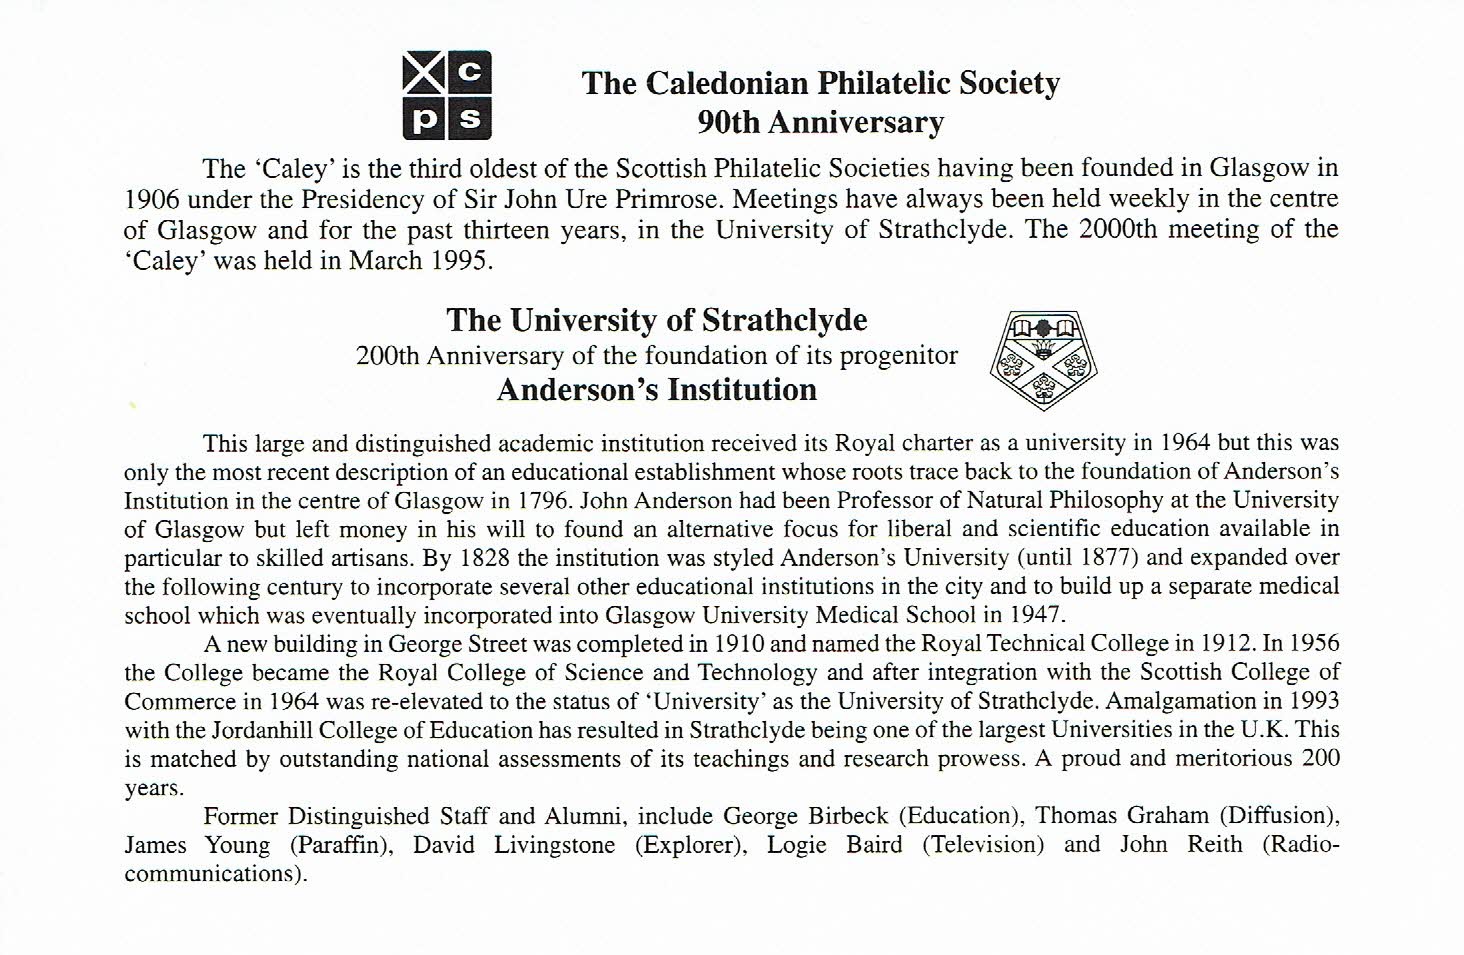 c
p s
The Caledonian Philatelic Society
90th Anniversary
The ‘Caley’ is the third oldest of the Scottish Philatelic Societies having been founded in Glasgow in
1906 under the Presidency of Sir John Ure Primrose. Meetings have always been held weekly in the centre
of Glasgow and for the past thirteen years, in the University of Strathclyde. The 2000th meeting of the
‘Caley’ was held in March 1995.
The University of Strathclyde
200th Anniversary of the foundation of its progenitor
Anderson’s Institution
This large and distinguished academic institution received its Royal charter as a university in 1964 but this was
only the most recent description of an educational establishment whose roots trace back to the foundation of Anderson’s
Institution in the centre of Glasgow in 1796. John Anderson had been Professor of Natural Philosophy at the University
of Glasgow but left money in his will to found an alternative focus for liberal and scientific education available in
particular to skilled artisans. By 1828 the institution was styled Anderson’s University (until 1877) and expanded over
the following century to incorporate several other educational institutions in the city and to build up a separate medical
school which was eventually incorporated into Glasgow University Medical School in 1947.
A new building in George Street was completed in 1910 and named the Royal Technical College in 1912. In 1956
the College became the Royal College of Science and Technology and after integration with the Scottish College of
Commerce in 1964 was re-elevated to the status of ‘University’ as the University of Strathclyde. Amalgamation in 1993
with the Jordanhill College of Education has resulted in Strathclyde being one of the largest Universities in the U.K. This
is matched by outstanding national assessments of its teachings and research prowess. A proud and meritorious 200
years.
Former Distinguished Staff and Alumni, include George Birbeck (Education), Thomas Graham (Diffusion),
James Young (Paraffin), David Livingstone (Explorer), Logie Baird (Television) and John Reith (Radio-
communications).